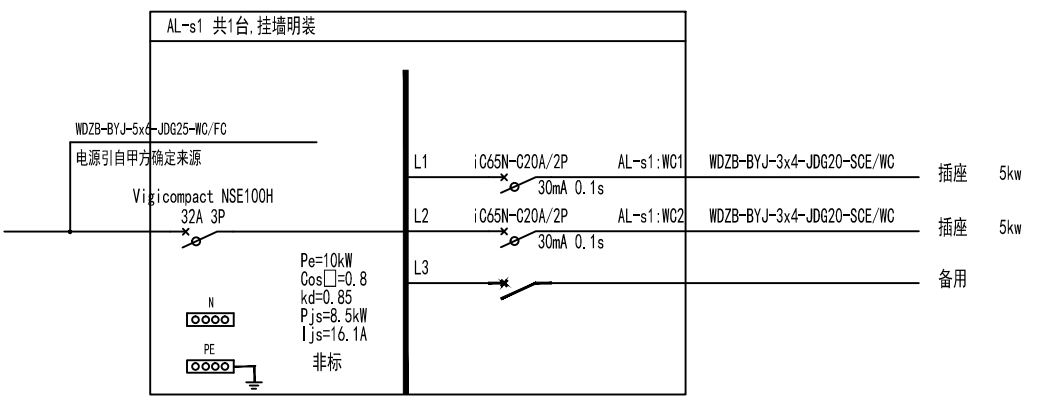 AL-s1 共1台,挂墙明装
WDZB-BYJ-5x6-JDG25-WC/FC
电源引自甲方确定来源
Vigicompact NSE100H
32A 3P
L1 iC65N-C20A/2P AL-s1:WC1 WDZB-BYJ-3x4-JDG20-SCE/WC 插座 5kw
30mA 0.1s
L2 iC65N-C20A/2P AL-s1:WC2 WDZB-BYJ-3x4-JDG20-SCE/WC 插座 5kw
30mA 0.1s
L3 备用
Pe=10kW
Cos□=0.8
kd=0.85
Pjs=8.5kW
Ijs=16.1A
非标
N
PE